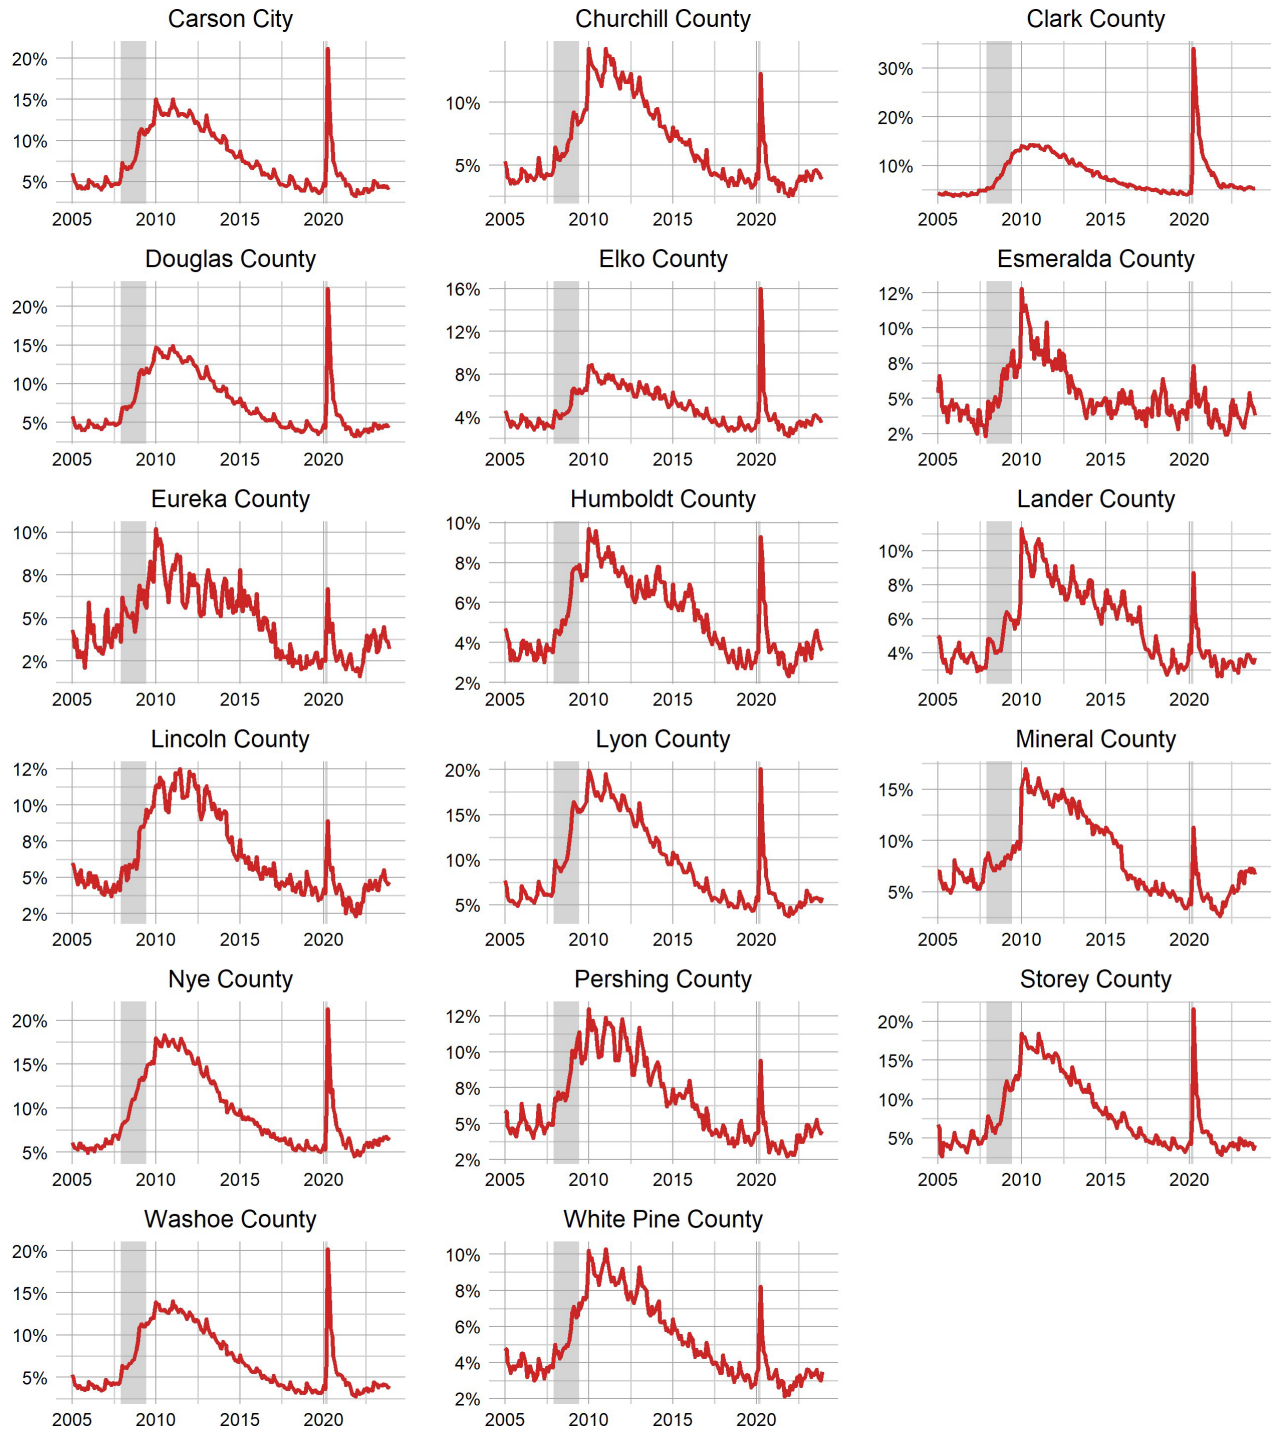 Carson City
Churchill County
Clark County
20%
15%
10%
5%
2005 2010 2015 2020
10%
5%
2005 2010 2015 2020
30%
20%
10%
2005 2010 2015 2020
Douglas County
Elko County
Esmeralda County
20%
15%
10%
5%
2005 2010 2015 2020
16%
12%
8%
4%
2005 2010 2015 2020
12%
10%
8%
5%
2%
2005 2010 2015 2020
Eureka County
Humboldt County
Lander County
10%
8%
5%
2%
2005 2010 2015 2020
10%
8%
6%
4%
2%
2005 2010 2015 2020
10%
8%
6%
4%
2005 2010 2015 2020
Lincoln County
Lyon County
Mineral County
12%
10%
8%
5%
2%
2005 2010 2015 2020
20%
15%
10%
5%
2005 2010 2015 2020
15%
10%
5%
2005 2010 2015 2020
Nye County
Pershing County
Storey County
20%
15%
10%
5%
2005 2010 2015 2020
12%
10%
8%
5%
2%
2005 2010 2015 2020
20%
15%
10%
5%
2005 2010 2015 2020
Washoe County
White Pine County
20%
15%
10%
5%
2005 2010 2015 2020
10%
8%
6%
4%
2%
2005 2010 2015 2020